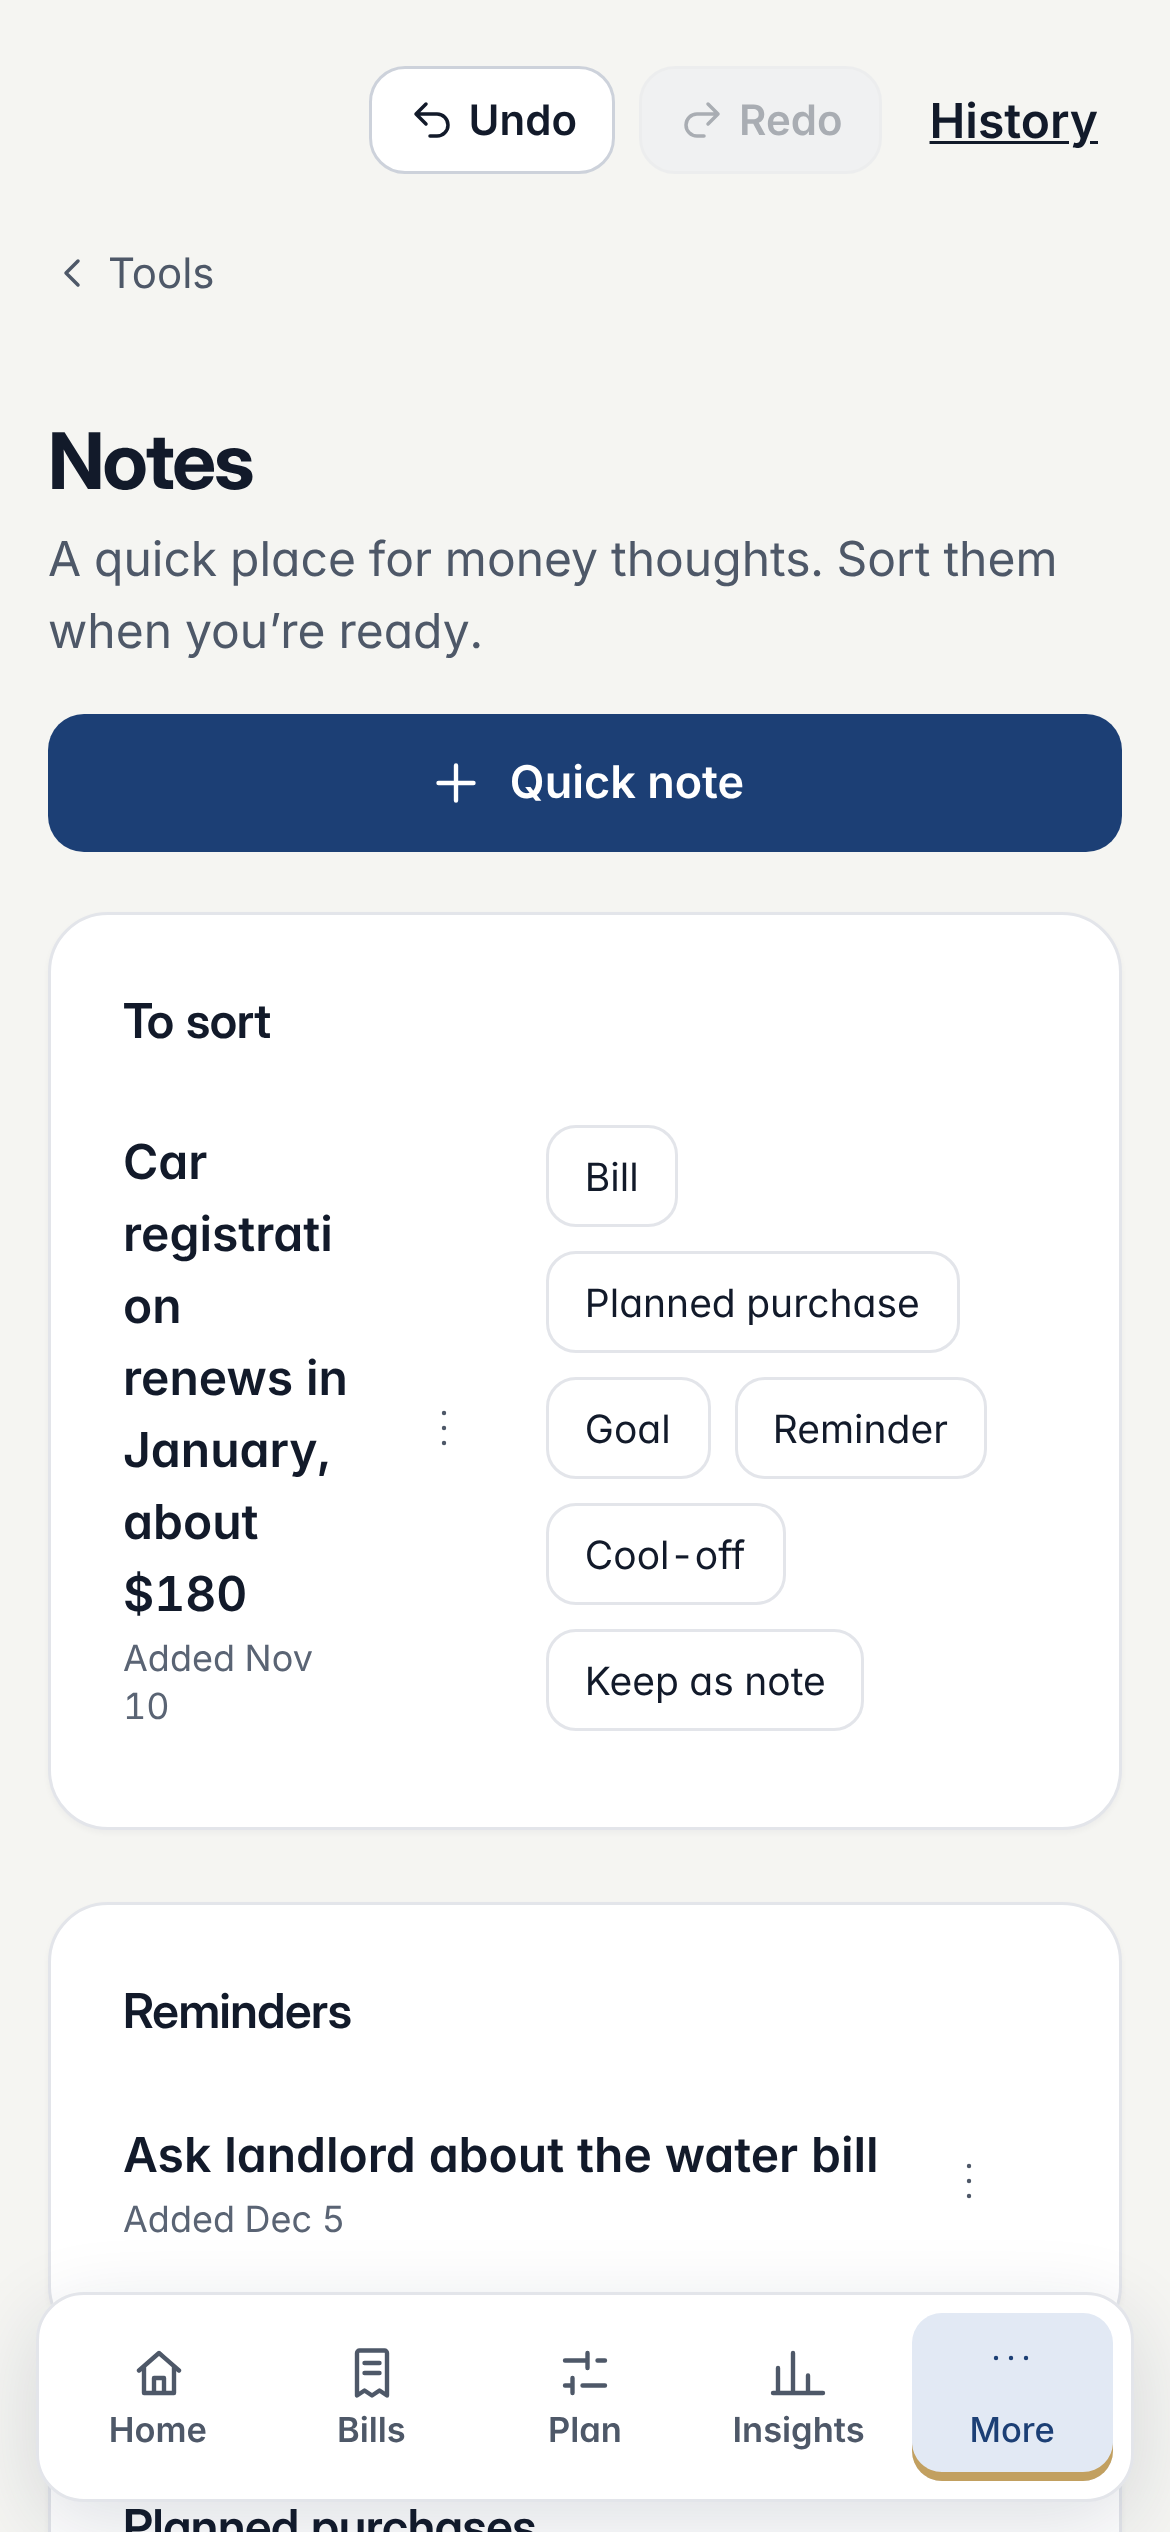 Undo
Redo
History
Tools
Notes
A quick place for money thoughts. Sort them
when you’re ready.
Quick note
To sort
Car
registrati
on
renews in
January,
about
$180
Added Nov
10
Bill
Planned purchase
Goal
Reminder
Cool-off
Keep as note
Reminders
Ask landlord about the water bill
Added Dec 5
Home
Bills
Plan
Insights
More
Planned purchases